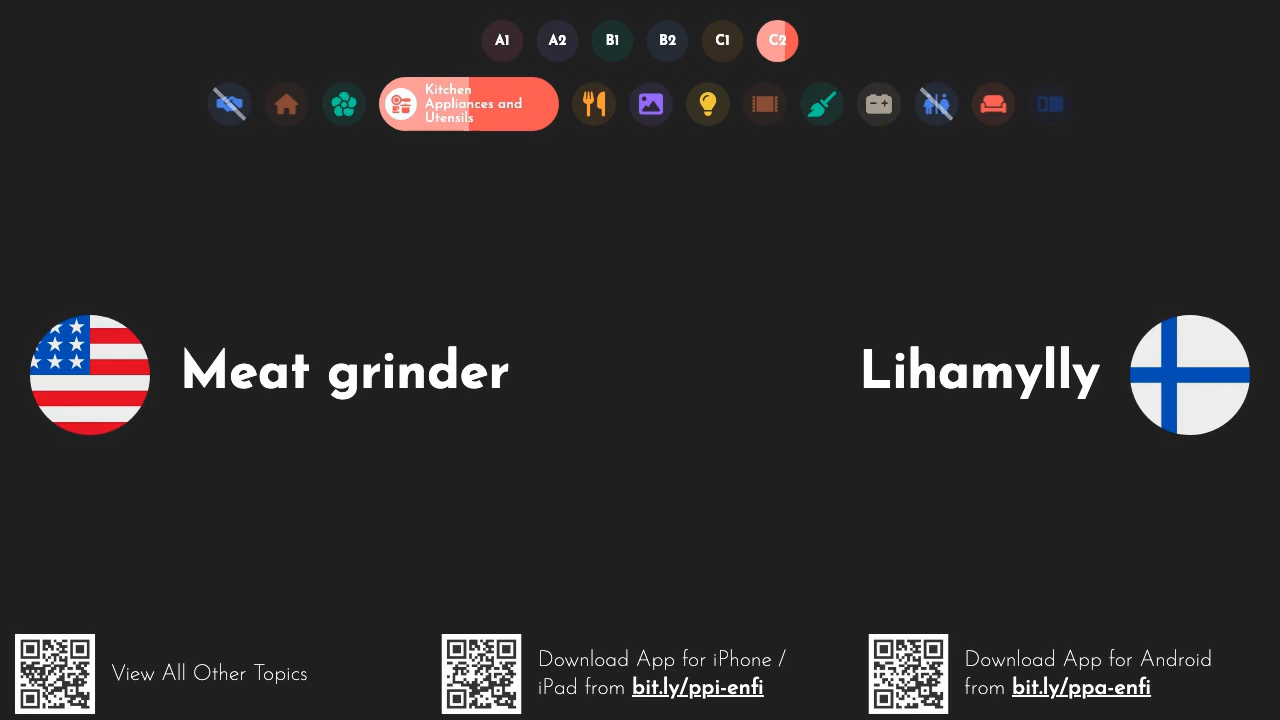 A1 A2 B1 B2 C1 C2
Kitchen
Appliances and
Utensils
Meat grinder
Lihamylly
View All Other Topics
Download App for iPhone /
iPad from bit.ly/ppi-enfi
Download App for Android
from bit.ly/ppa-enfi